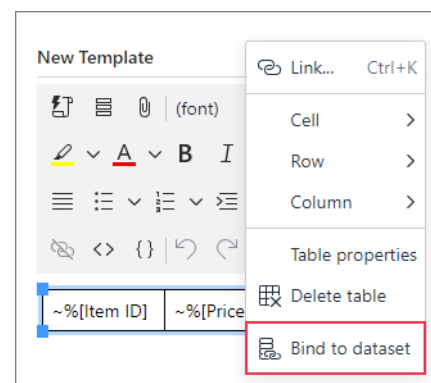 New Template
Link... Ctrl+K
(font)
Cell
A B I
Row
Column
<> {}
Table properties
Delete table
~%[Item ID] ~%[Price
Bind to dataset